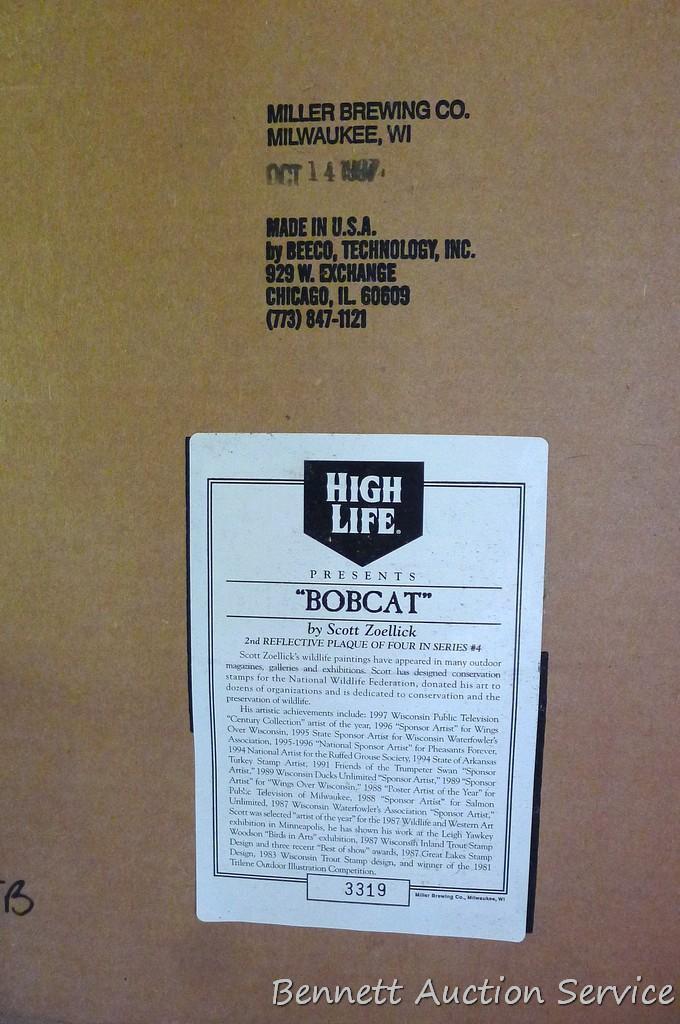 MILLER BREWING CO.
MILWAUKEE, WI
OCT 14 1997
MADE IN U.S.A.
by BEECO, TECHNOLOGY, INC.
929 W. EXCHANGE
CHICAGO, IL. 60609
(773) 847-1121
HIGH
LIFE®
PRESENTS
"BOBCAT"
by Scott Zoellick
2nd REFLECTIVE PLAQUE OF FOUR IN SERIES #4
Scott Zoellick's wildlife paintings have appeared in many outdoor
magazines, galleries and exhibitions. Scott has designed conservation
stamps for the National Wildlife Federation, donated his art to
dozens of organizations and is dedicated to conservation and the
preservation of wildlife.
His artistic achievements include: 1997 Wisconsin Public Television
"Century Collection" artist of the year, 1996 "Sponsor Artist" for Wings
Over Wisconsin, 1995 State Sponsor Artist for Wisconsin Waterfowler's
Association, 1995-1996 "National Sponsor Artist" for Pheasants Forever,
1994 National Artist for the Ruffed Grouse Society, 1994 State of Arkansas
Turkey Stamp Artist, 1991 Friends of the Trumpeter Swan "Sponsor
Artist," 1989 Wisconsin Ducks Unlimited "Sponsor Artist," 1989 "Sponsor
Artist" for "Wings Over Wisconsin," 1988 "Poster Artist of the Year" for
Public Television of Milwaukee, 1988 "Sponsor Artist" for Salmon
Unlimited, 1987 Wisconsin Waterfowler's Association "Sponsor Artist,"
Scott was selected "artist of the year" for the 1987 Wildlife and Western Art
exhibition in Minneapolis, he has shown his work at the Leigh Yawkey
Woodson "Birds in Arts" exhibition, 1987 Wisconsin Inland Trout Stamp
Design and three recent "Best of show" awards, 1987 Great Lakes Stamp
Design, 1983 Wisconsin Trout Stamp design, and winner of the 1981
Trilene Outdoor Illustration Competition.
3319
Miller Brewing Co., Milwaukee, WI
B
Bennett Auction Service